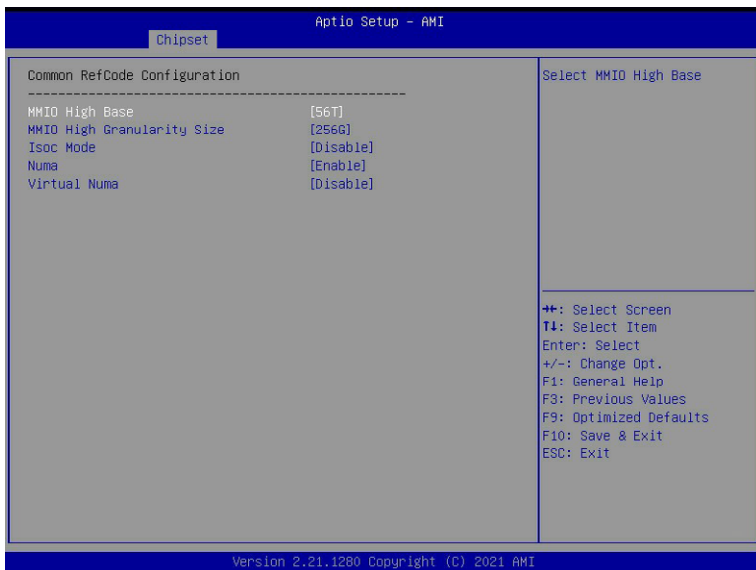 Aptio Setup - AMI
Chipset
Common RefCode Configuration
--------------------------------------------------
MMIO High Base [56T]
MMIO High Granularity Size [256G]
Isoc Mode [Disable]
Numa [Enable]
Virtual Numa [Disable]
Select MMIO High Base
→←: Select Screen
↑↓: Select Item
Enter: Select
+/-: Change Opt.
F1: General Help
F3: Previous Values
F9: Optimized Defaults
F10: Save & Exit
ESC: Exit
Version 2.21.1280 Copyright (C) 2021 AMI